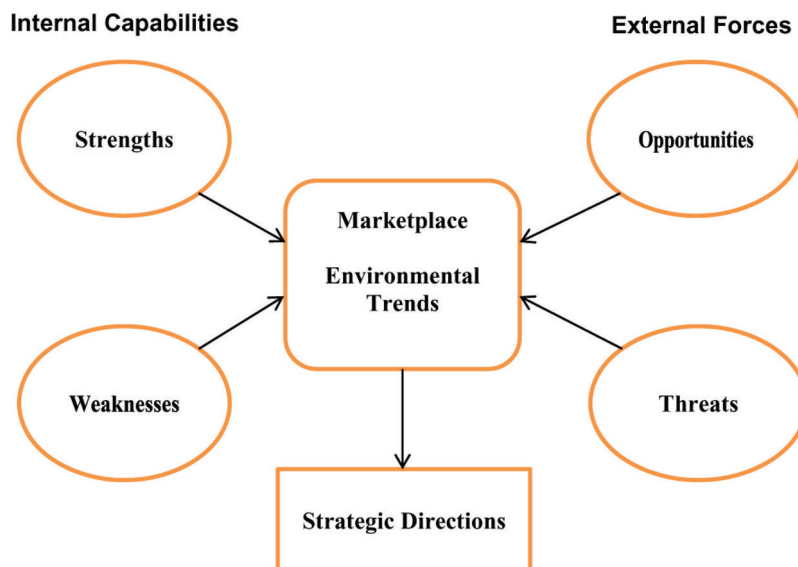 Internal Capabilities
External Forces
Strengths
Opportunities
Marketplace
Environmental
Trends
Weaknesses
Threats
Strategic Directions